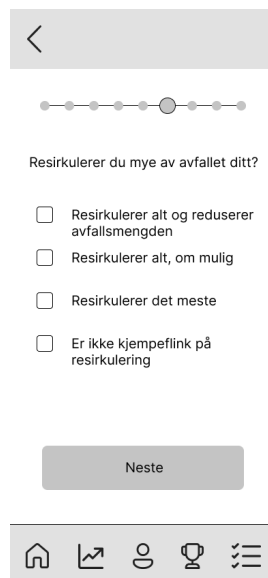 Resirkulerer du mye av avfallet ditt?
Resirkulerer alt og reduserer
avfallsmengden
Resirkulerer alt, om mulig
Resirkulerer det meste
Er ikke kjempeflink på
resirkulering
Neste